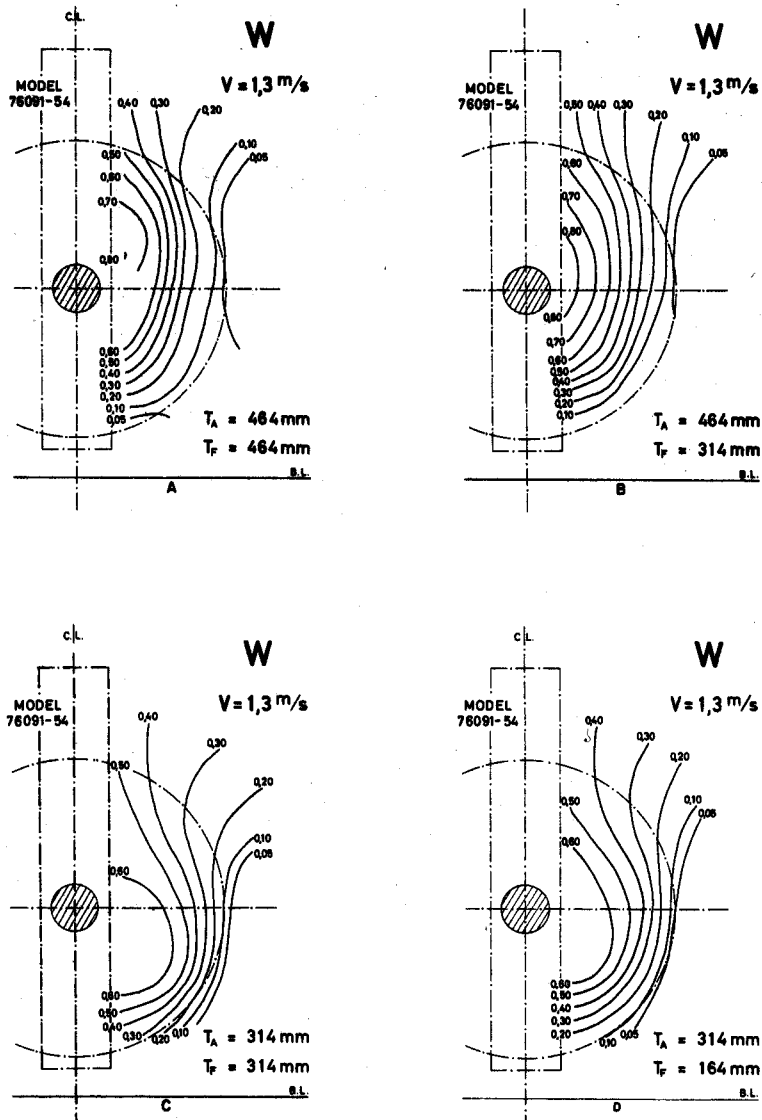 C.L.
W
V = 1,3 m/s
MODEL
76091-54
0,40 0,30 0,20
0,10
0,05
0,50
0,60
0,70
0,80
0,60
0,50
0,40
0,30
0,20
0,10
0,05
TA = 464 mm
TF = 464 mm
B.L.
A
W
V = 1,3 m/s
MODEL
76091-54
0,50 0,40 0,30 0,20
0,10
0,05
0,60
0,70
0,80
0,80
0,70
0,60
0,50
0,40
0,30
0,20
0,10
TA = 464 mm
TF = 314 mm
B.L.
B
C.L.
W
V = 1,3 m/s
MODEL
76091-54
0,40
0,30
0,50
0,20
0,10
0,05
0,60
0,60
0,50
0,40
0,30 0,20 0,10
TA = 314 mm
TF = 314 mm
B.L.
C
C.L.
W
V = 1,3 m/s
MODEL
76091-54
0,40
0,30
0,20
0,10
0,50
0,05
0,60
0,60
0,50
0,40
0,30
0,20
0,10 0,05
TA = 314 mm
TF = 164 mm
B.L.
D